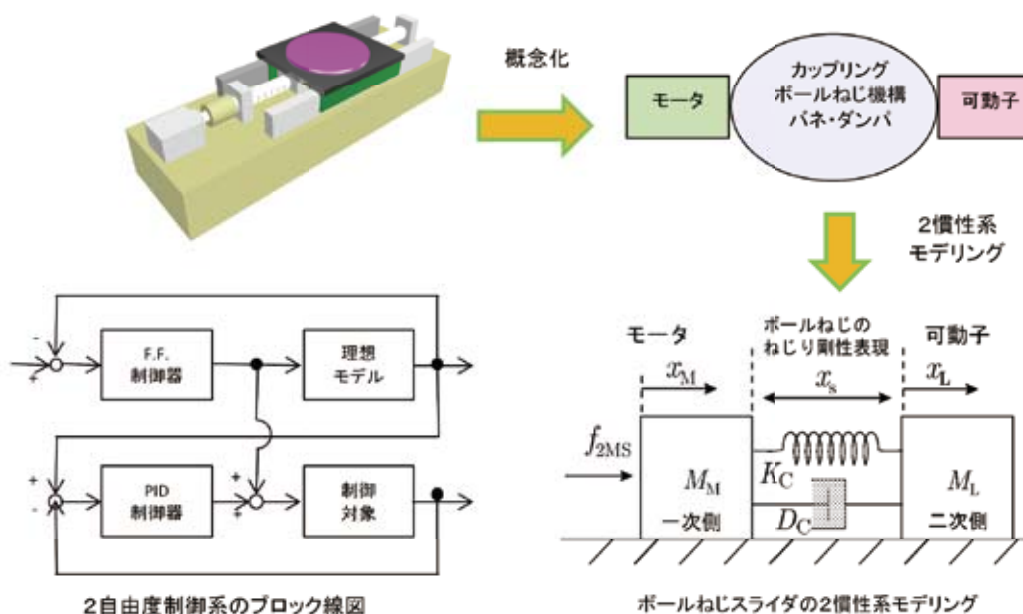 概念化
モータ
カップリング
ボールねじ機構
バネ・ダンパ
可動子
2慣性系
モデリング
-
+
F.F.
制御器
理想
モデル
+
-
PID
制御器
+
+
制御
対象
2自由度制御系のブロック線図
モータ
ボールねじの
ねじり剛性表現
可動子
x_M
x_s
x_L
f_2MS
M_M
一次側
K_C
D_C
M_L
二次側
ボールねじスライダの2慣性系モデリング